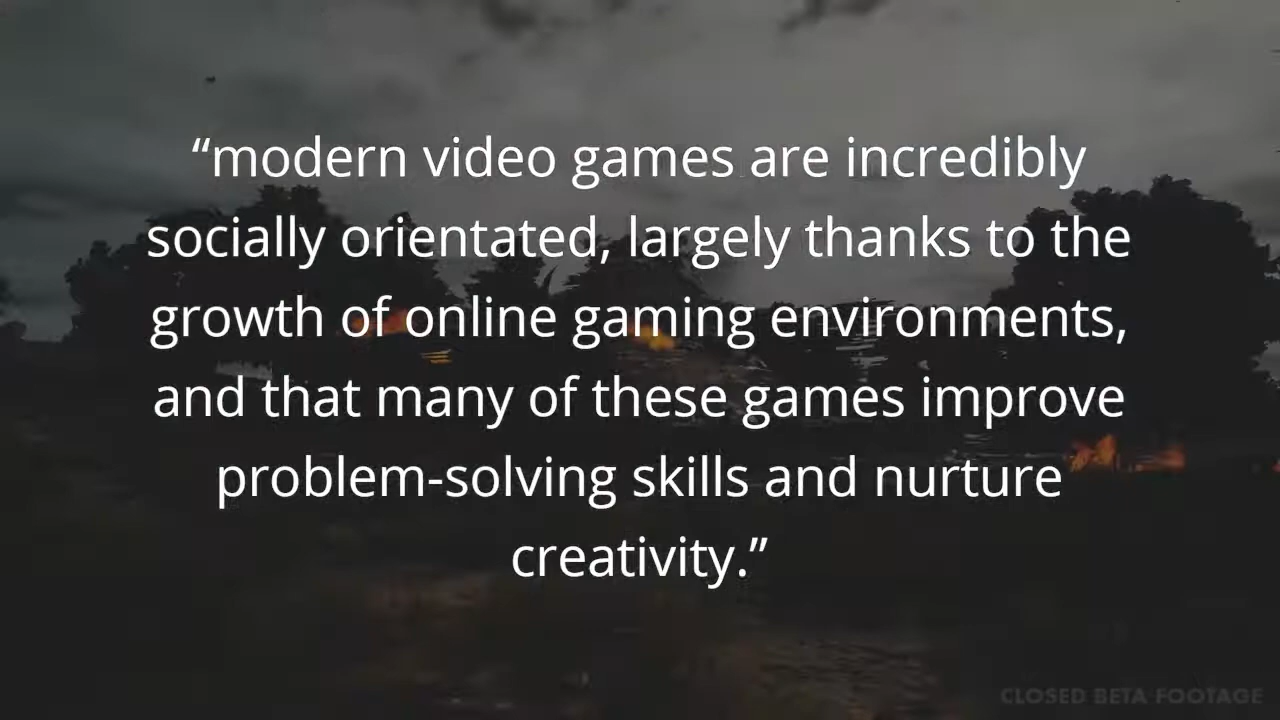 “modern video games are incredibly
socially orientated, largely thanks to the
growth of online gaming environments,
and that many of these games improve
problem-solving skills and nurture
creativity.”
CLOSED BETA FOOTAGE